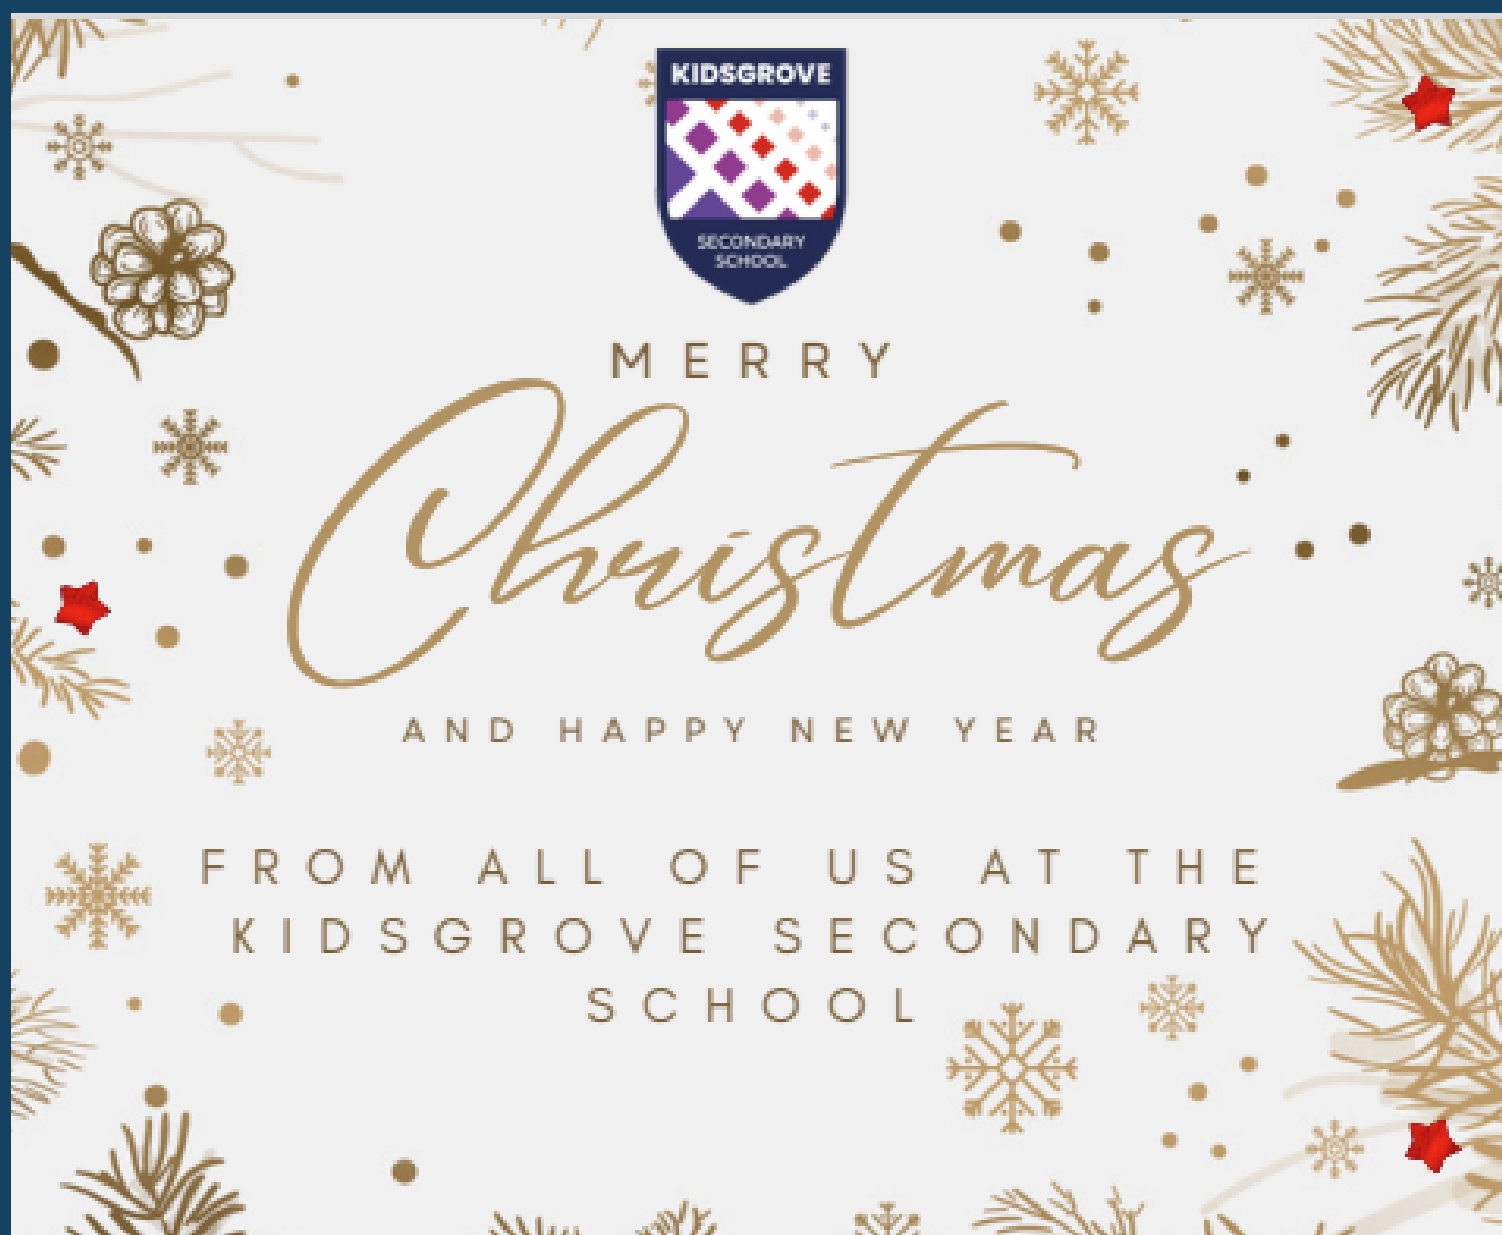 KIDSGROVE
SECONDARY
SCHOOL
MERRY
Christmas
AND HAPPY NEW YEAR
FROM ALL OF US AT THE
KIDSGROVE SECONDARY
SCHOOL